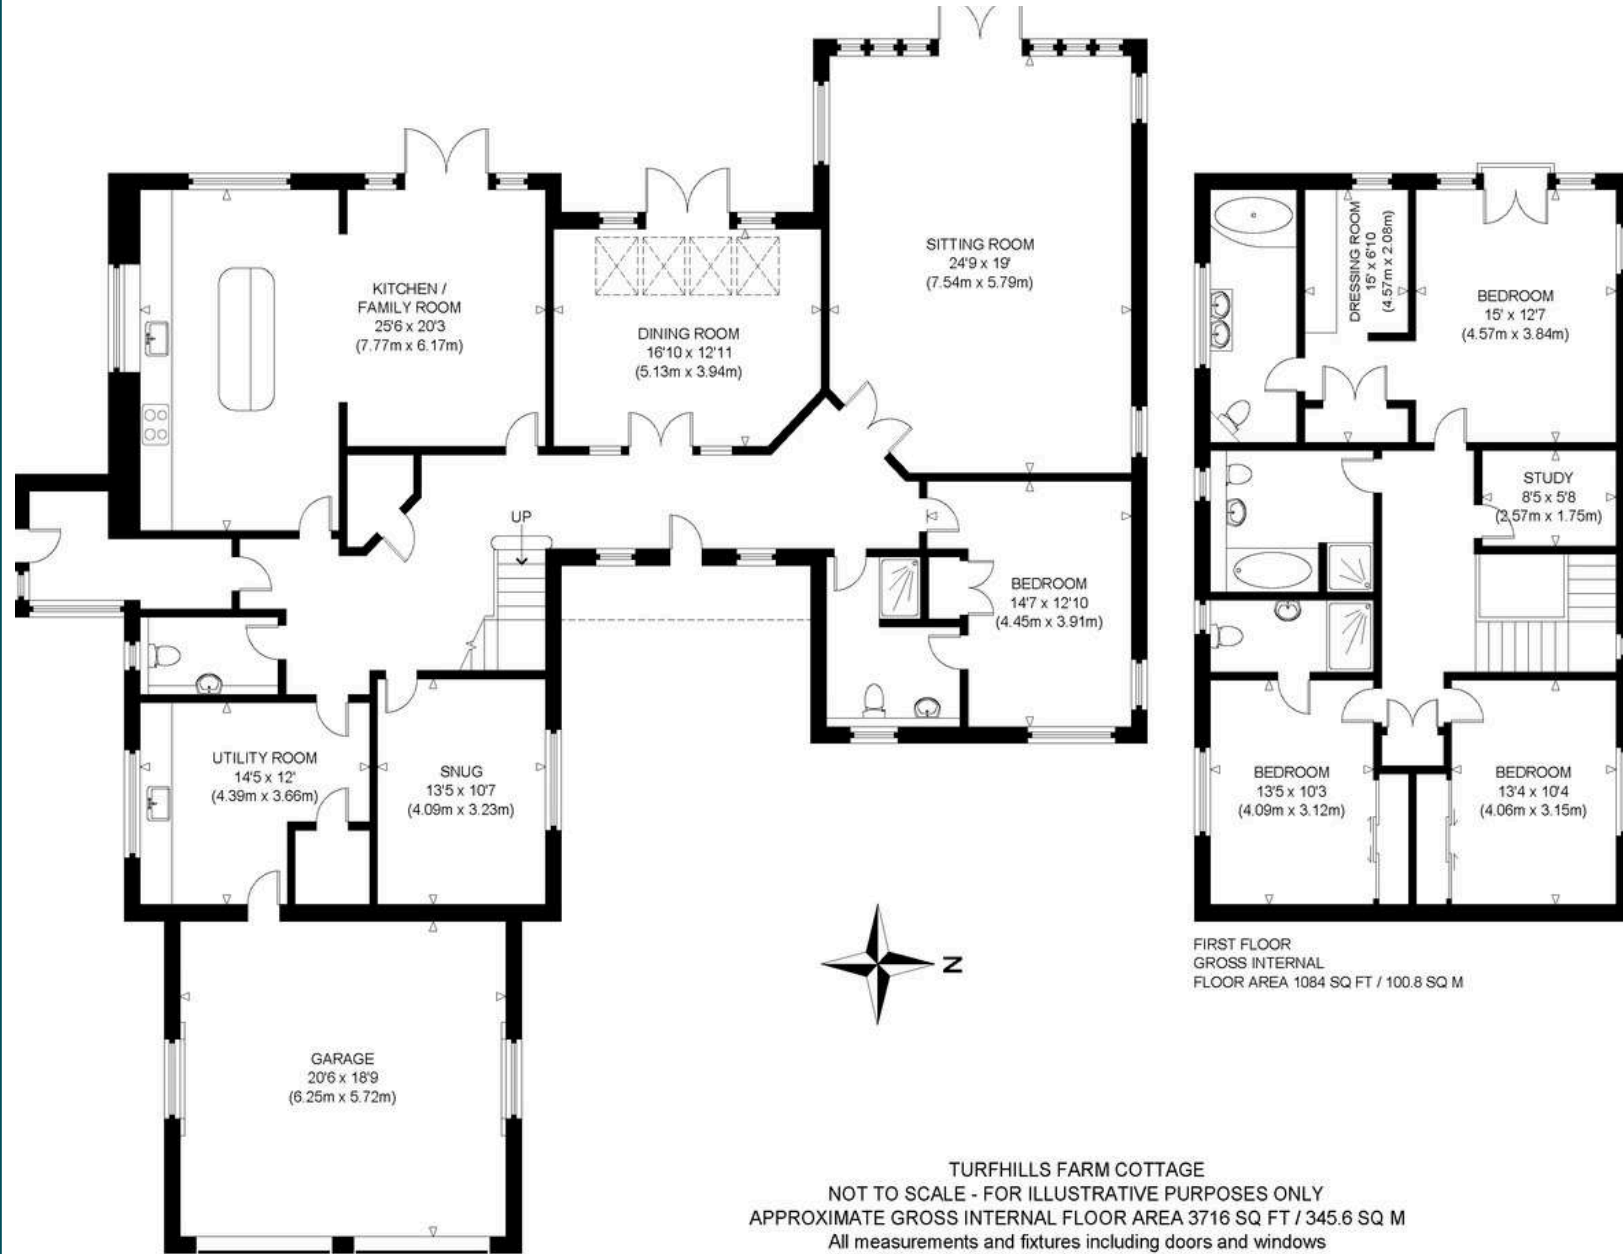 SITTING ROOM
24'9 x 19'
(7.54m x 5.79m)
KITCHEN /
FAMILY ROOM
25'6 x 20'3
(7.77m x 6.17m)
DINING ROOM
16'10 x 12'11
(5.13m x 3.94m)
DRESSING ROOM
15' x 6'10
(4.57m x 2.08m)
BEDROOM
15' x 12'7
(4.57m x 3.84m)
STUDY
8'5 x 5'8
(2.57m x 1.75m)
UP
BEDROOM
14'7 x 12'10
(4.45m x 3.91m)
UTILITY ROOM
14'5 x 12'
(4.39m x 3.66m)
SNUG
13'5 x 10'7
(4.09m x 3.23m)
BEDROOM
13'5 x 10'3
(4.09m x 3.12m)
BEDROOM
13'4 x 10'4
(4.06m x 3.15m)
N
FIRST FLOOR
GROSS INTERNAL
FLOOR AREA 1084 SQ FT / 100.8 SQ M
GARAGE
20'6 x 18'9
(6.25m x 5.72m)
TURFHILLS FARM COTTAGE
NOT TO SCALE - FOR ILLUSTRATIVE PURPOSES ONLY
APPROXIMATE GROSS INTERNAL FLOOR AREA 3716 SQ FT / 345.6 SQ M
All measurements and fixtures including doors and windows